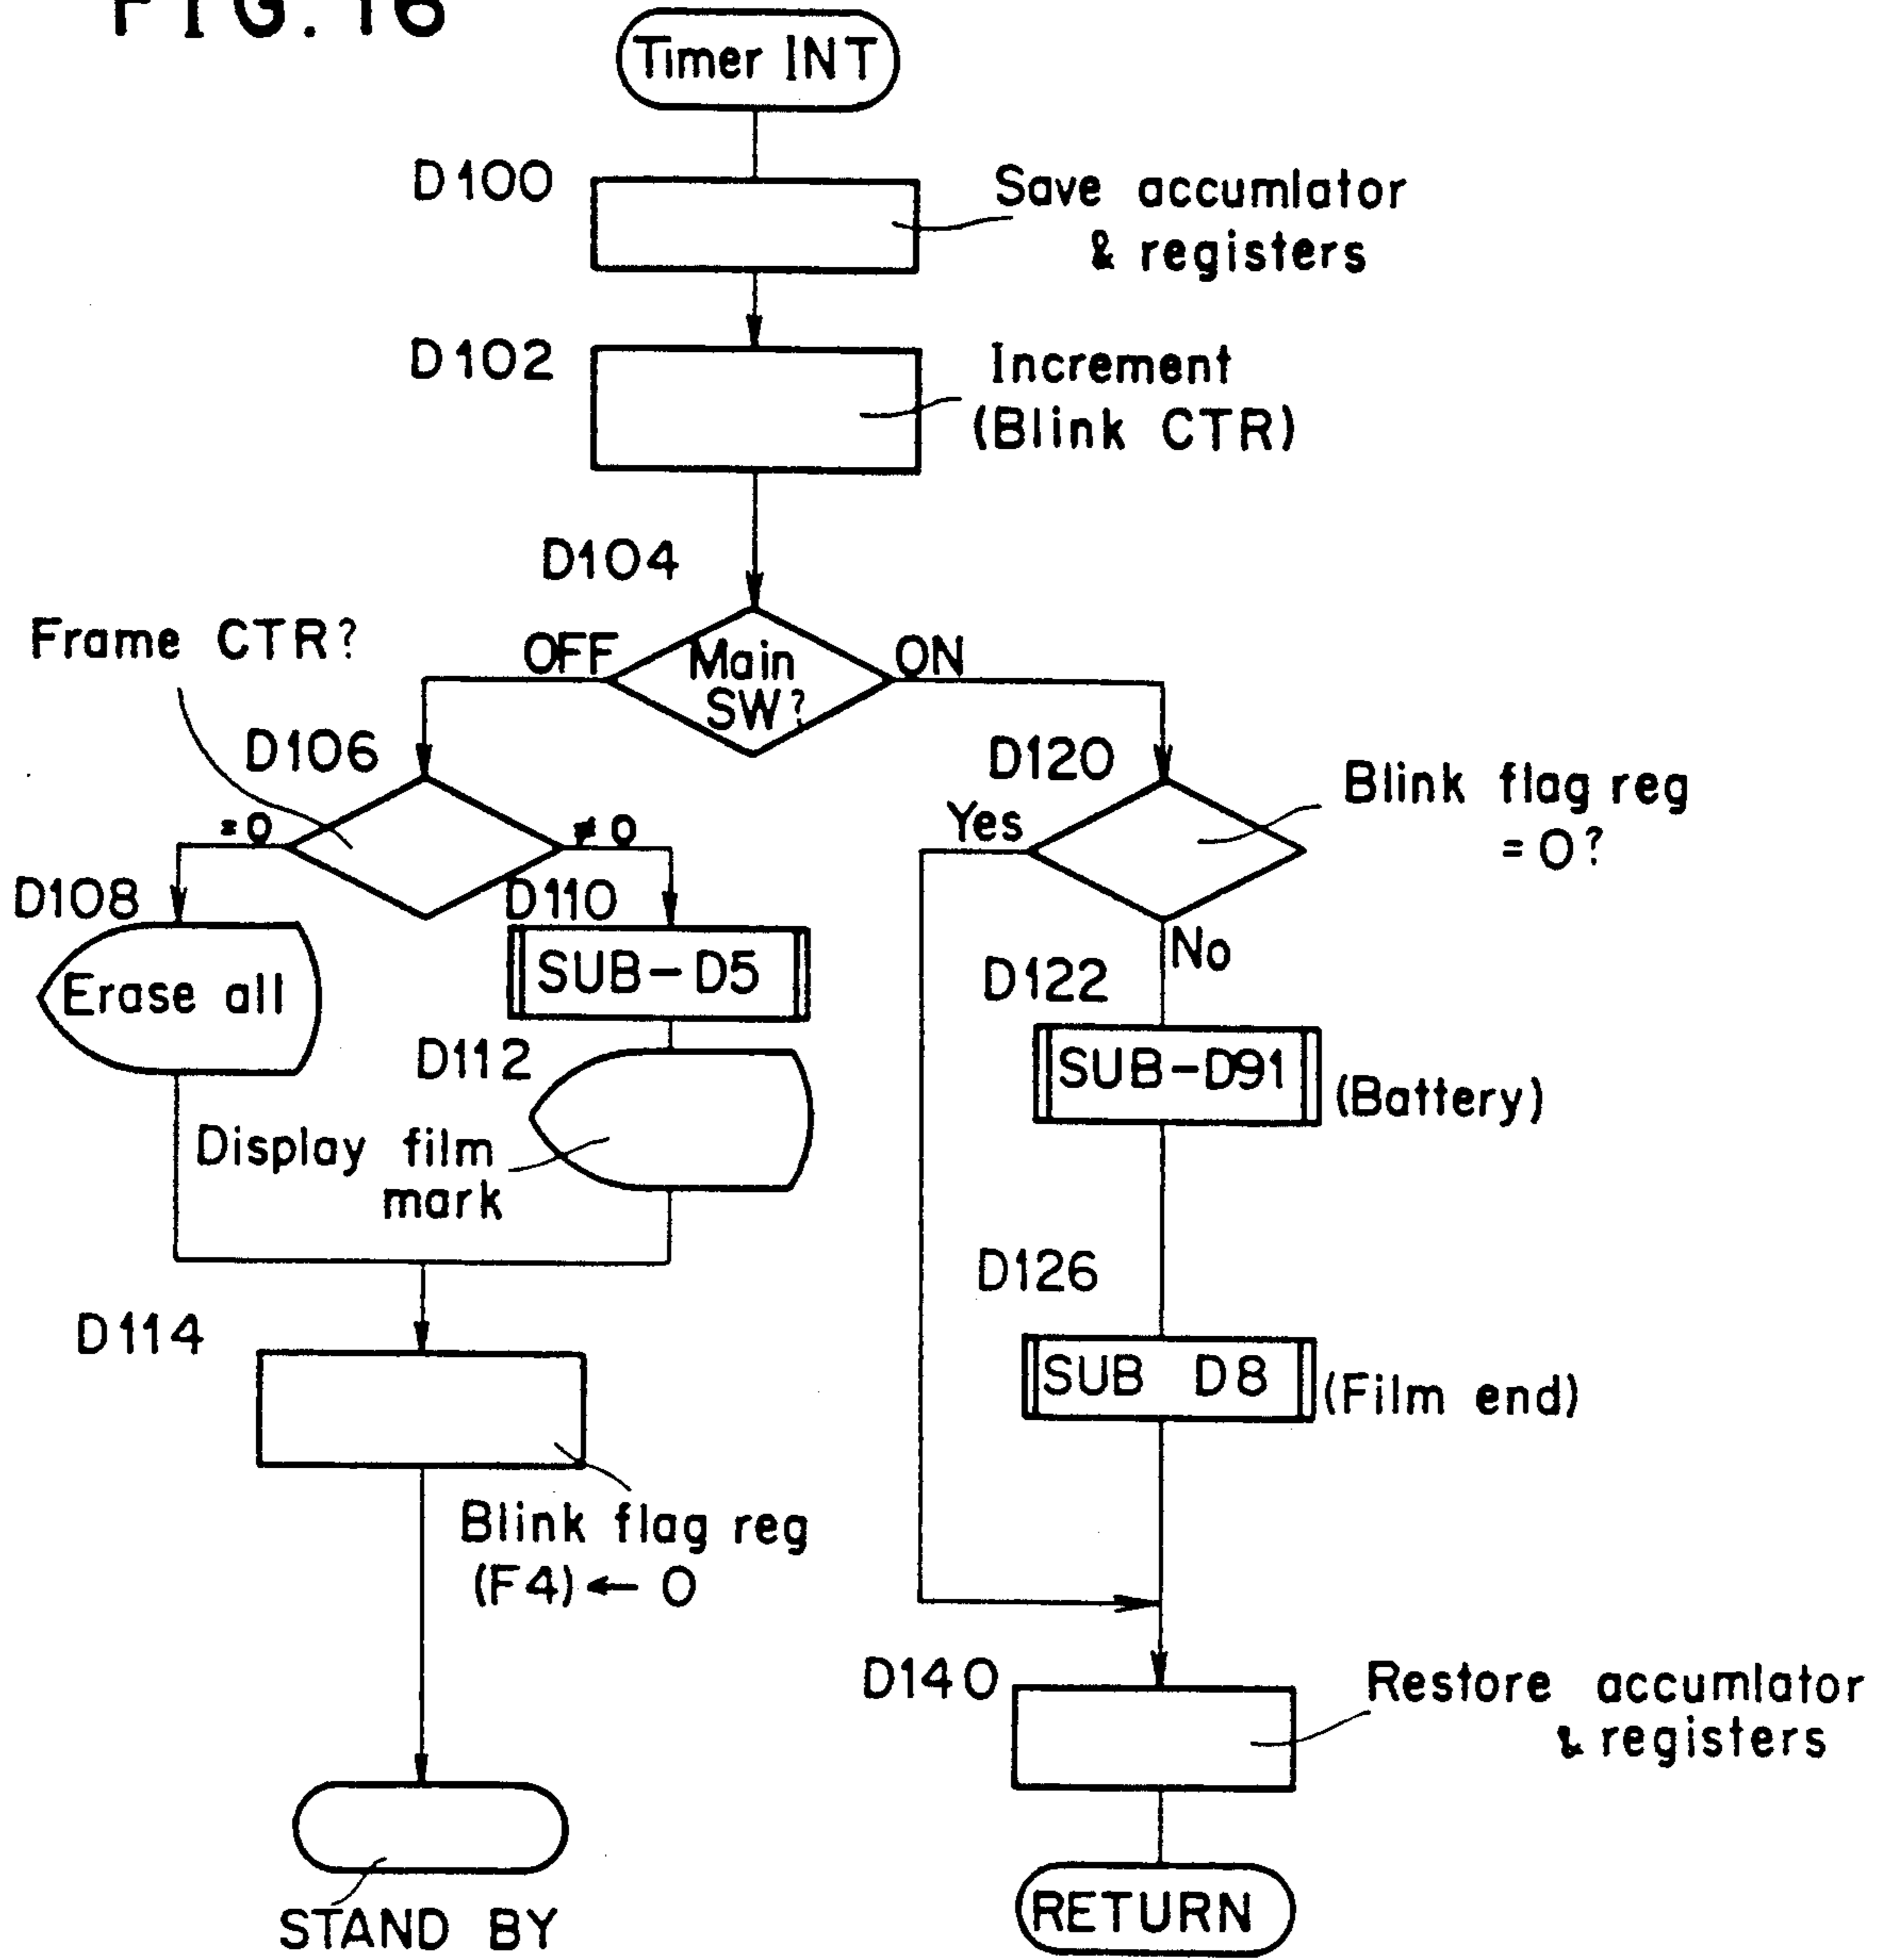 FIG. 16
Timer INT
D100
Save accumlator
& registers
D102
Increment
(Blink CTR)
D104
Main
SW?
OFF
ON
Frame CTR?
D106
=0
≠0
D108
Erase all
D110
SUB-D5
D112
Display film
mark
D114
Blink flag reg
(F4) ← 0
STAND BY
D120
Blink flag reg
= 0?
Yes
No
D122
SUB-D91
(Battery)
D126
SUB D8
(Film end)
D140
Restore accumlator
& registers
RETURN